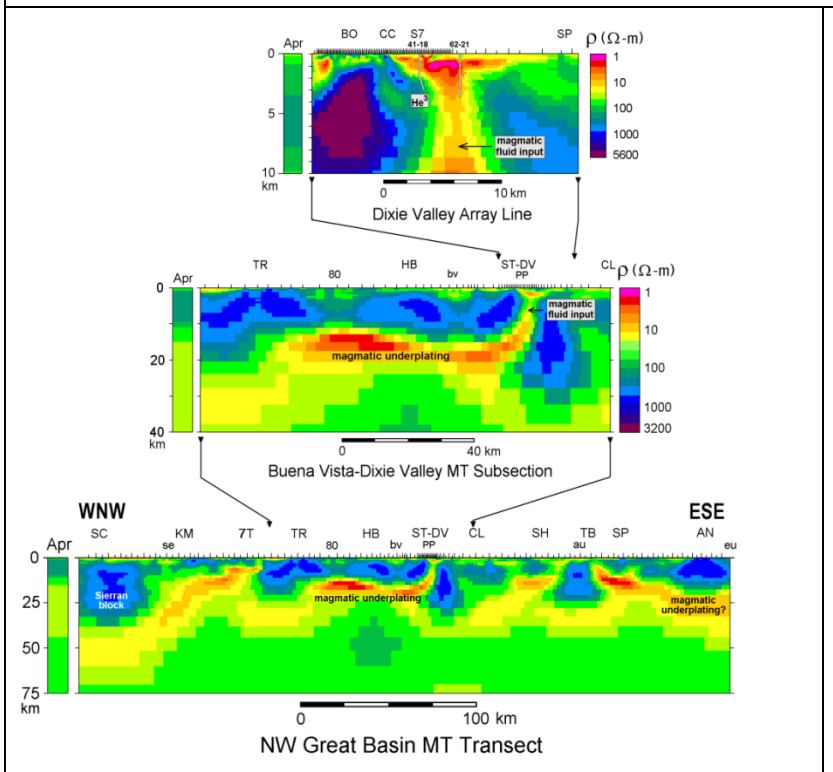 BO CC S7 SP
41-18 62-21
Apr ρ (Ω-m)
0 1
10
He³
5 100
magmatic
fluid input
1000
10 5600
km
0 10 km
Dixie Valley Array Line
TR 80 HB bv ST-DV CL
PP
Apr ρ (Ω-m)
0 1
magmatic
fluid input
10
20 magmatic underplating
100
1000
40 3200
km
0 40 km
Buena Vista-Dixie Valley MT Subsection
WNW ESE
SC KM 7T TR HB ST-DV CL SH TB SP AN
Apr se 80 bv PP au eu
0
25 Sierran
block
magmatic underplating
magmatic
underplating?
50
75
km
0 100 km
NW Great Basin MT Transect